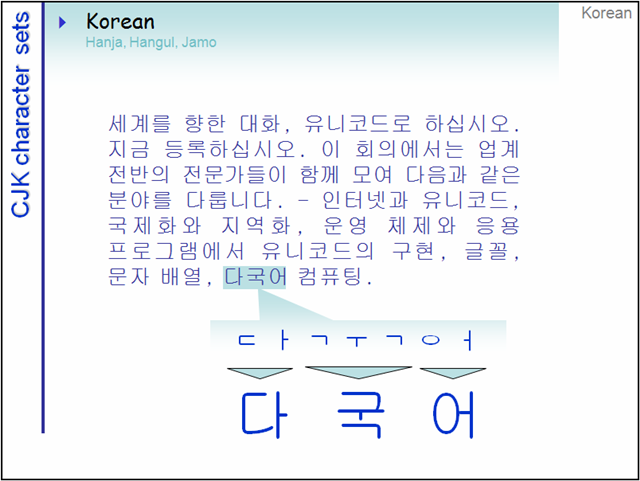 Korean
Korean
Hanja, Hangul, Jamo
CJK character sets
세계를 향한 대화, 유니코드로 하십시오.
지금 등록하십시오. 이 회의에서는 업계
전반의 전문가들이 함께 모여 다음과 같은
분야를 다룹니다. – 인터넷과 유니코드,
국제화와 지역화, 운영 체제와 응용
프로그램에서 유니코드의 구현, 글꼴,
문자 배열, 다국어 컴퓨팅.
ㄷㅏㄱㅜㄱㅇㅓ
다 국 어